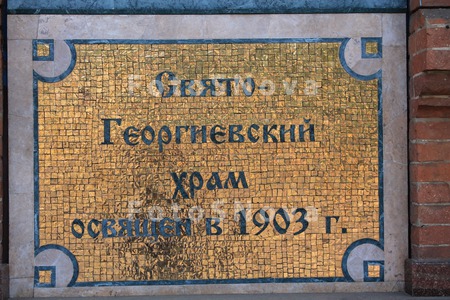 Свято
Георгиевский
храм
освящен в 1903 г.